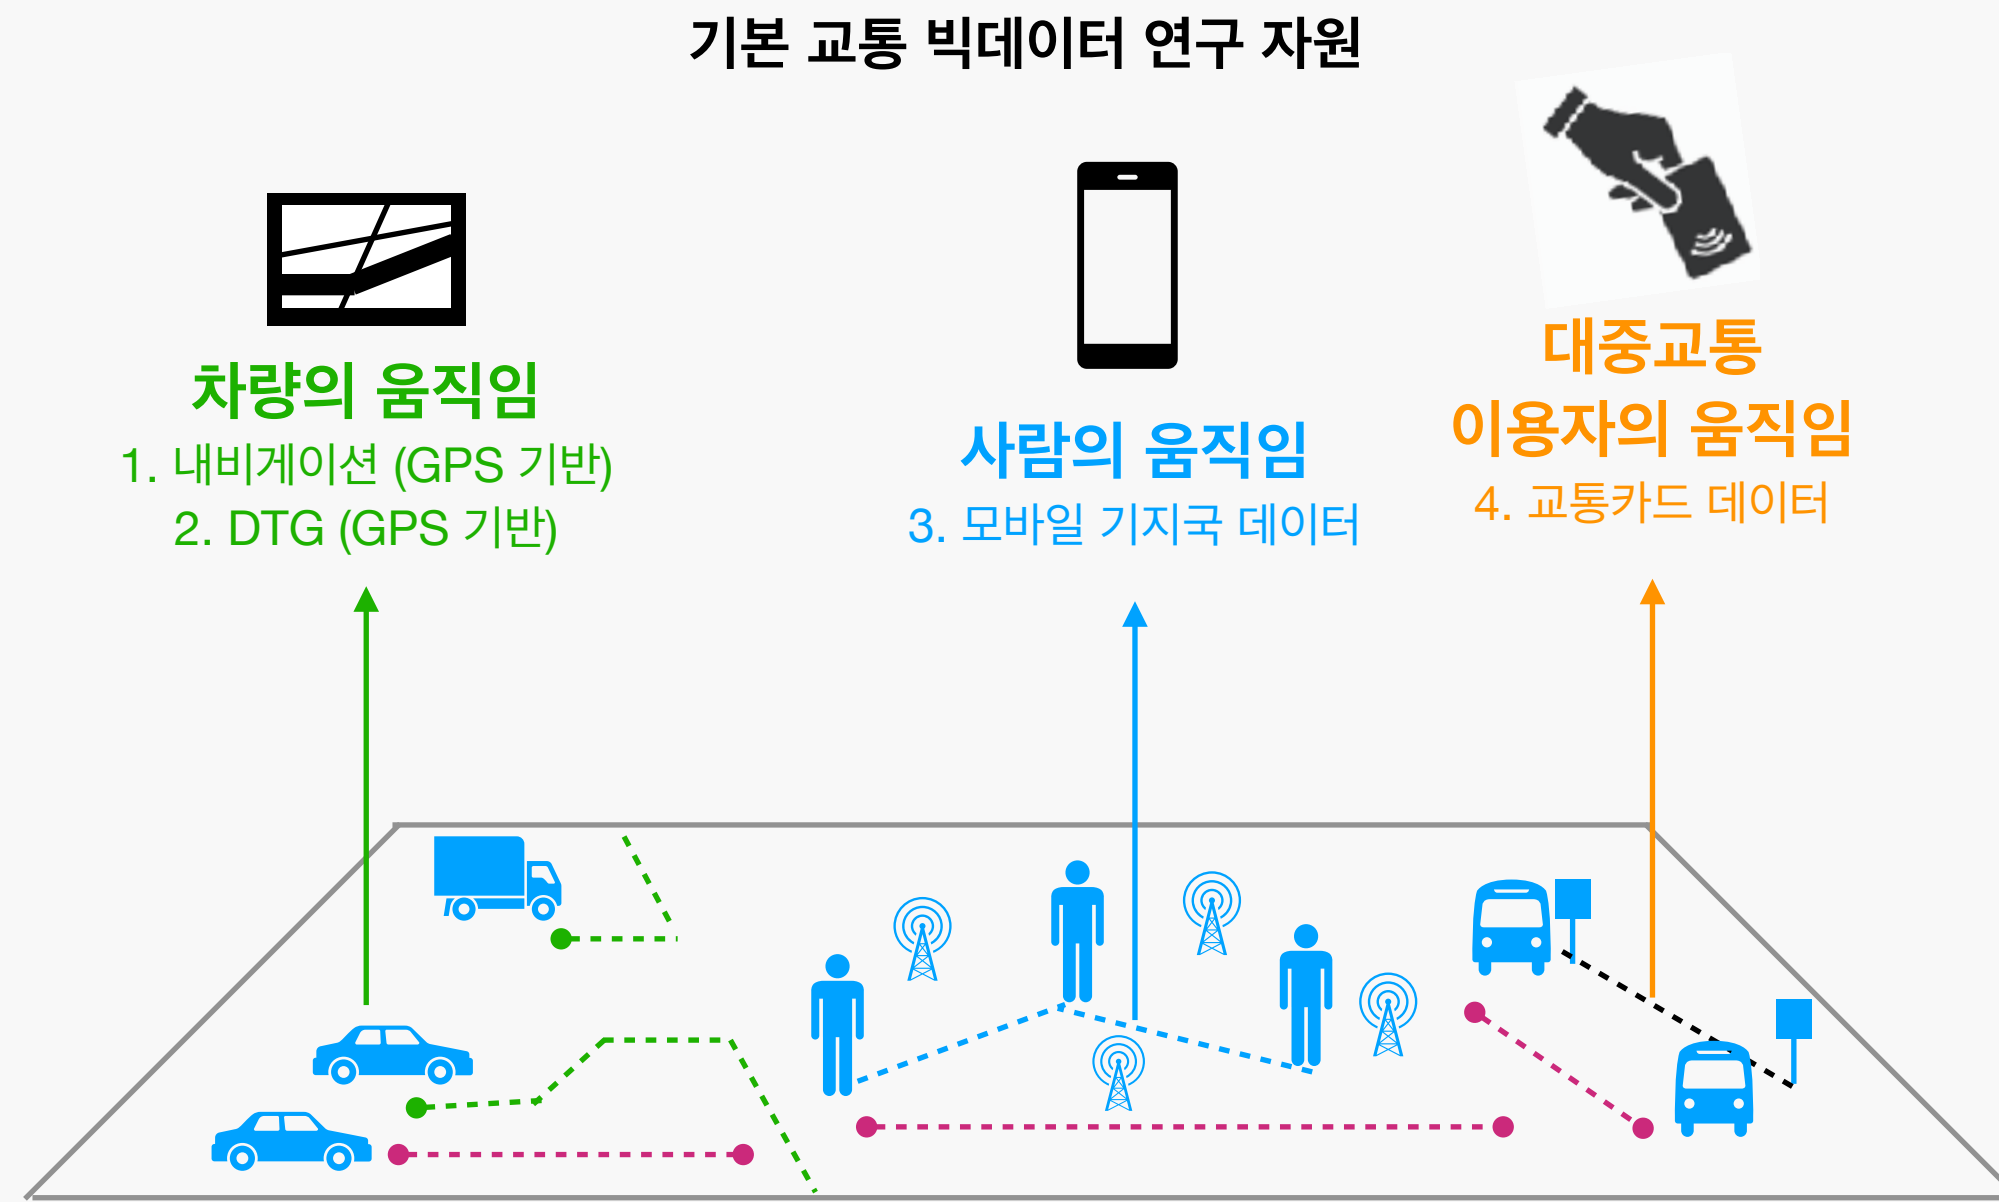 기본 교통 빅데이터 연구 자원
차량의 움직임
1. 내비게이션 (GPS 기반)
2. DTG (GPS 기반)
사람의 움직임
3. 모바일 기지국 데이터
대중교통
이용자의 움직임
4. 교통카드 데이터